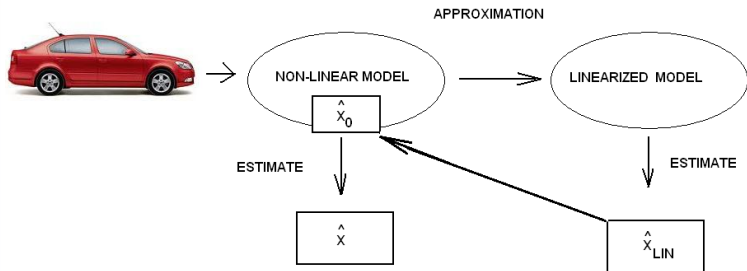 APPROXIMATION
NON-LINEAR MODEL
LINEARIZED MODEL
X̂0
ESTIMATE
ESTIMATE
X̂
X̂LIN